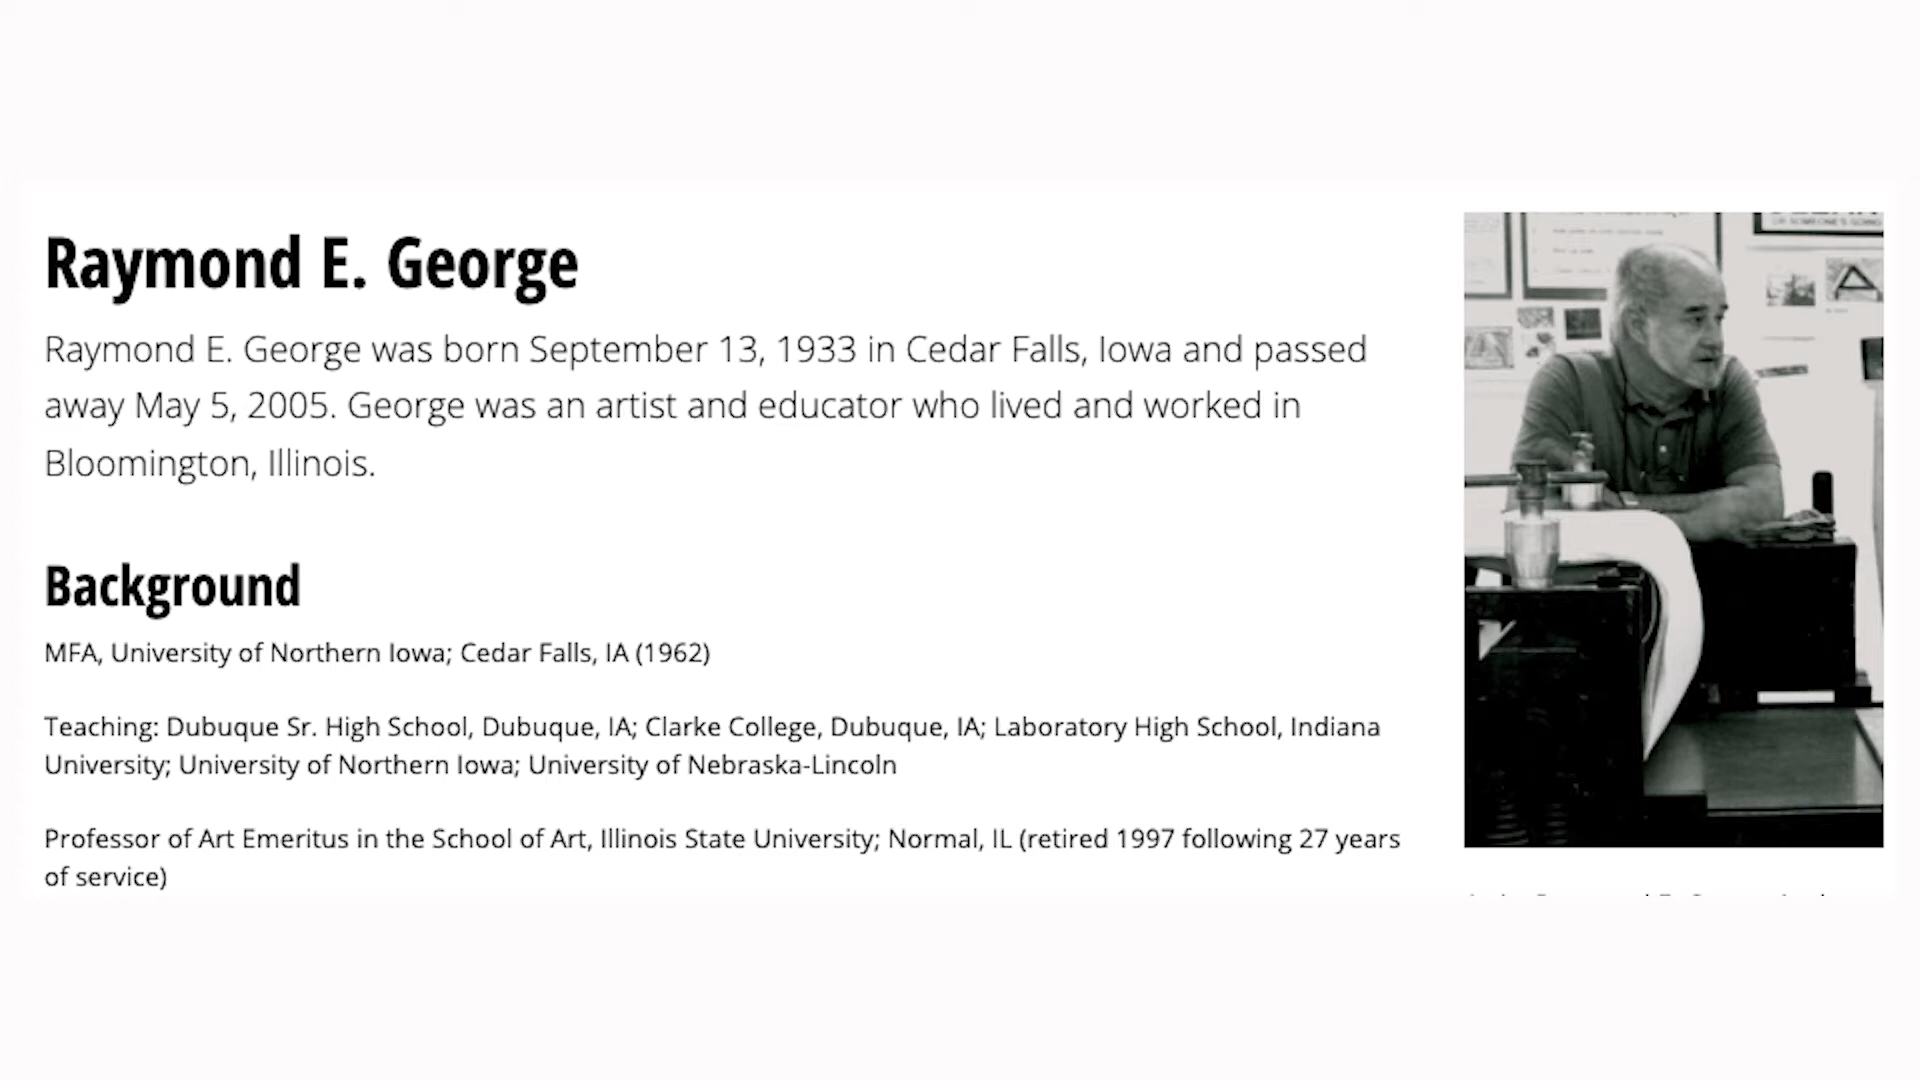 Raymond E. George
Raymond E. George was born September 13, 1933 in Cedar Falls, Iowa and passed
away May 5, 2005. George was an artist and educator who lived and worked in
Bloomington, Illinois.
Background
MFA, University of Northern Iowa; Cedar Falls, IA (1962)
Teaching: Dubuque Sr. High School, Dubuque, IA; Clarke College, Dubuque, IA; Laboratory High School, Indiana
University; University of Northern Iowa; University of Nebraska-Lincoln
Professor of Art Emeritus in the School of Art, Illinois State University; Normal, IL (retired 1997 following 27 years
of service)